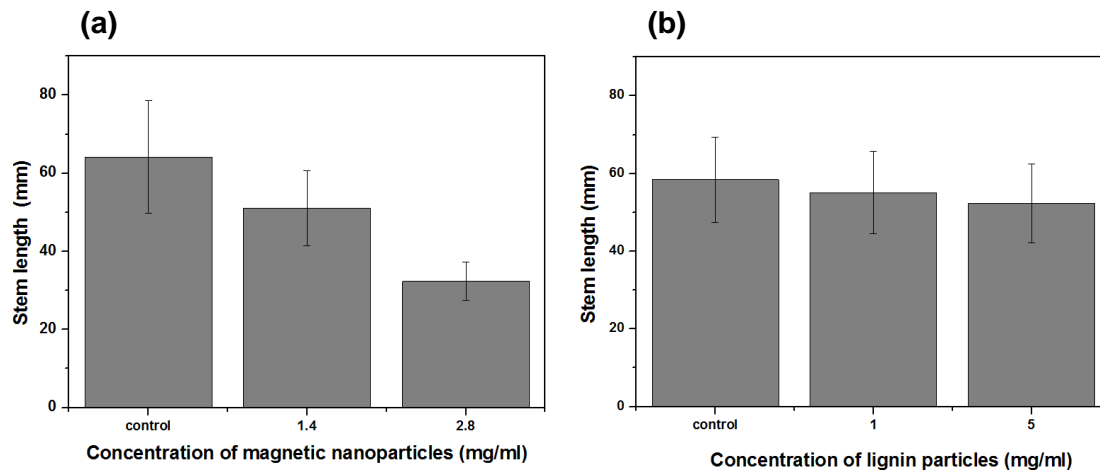 (a)
Stem length (mm)
80
60
40
20
0
control
1.4
2.8
Concentration of magnetic nanoparticles (mg/ml)
(b)
Stem length (mm)
80
60
40
20
0
control
1
5
Concentration of lignin particles (mg/ml)